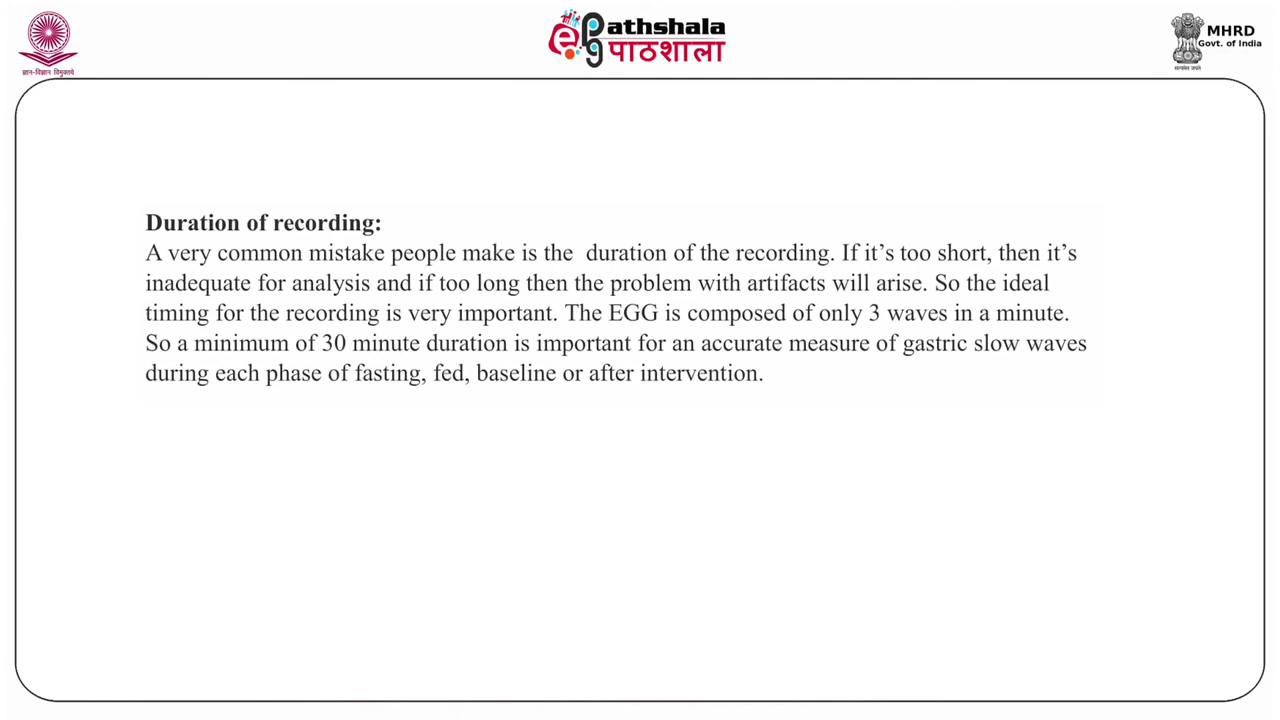 ज्ञान-विज्ञान विमुक्तये
ePathshala
पाठशाला
MHRD
Govt. of India
सत्यमेव जयते
Duration of recording:
A very common mistake people make is the  duration of the recording. If it’s too short, then it’s
inadequate for analysis and if too long then the problem with artifacts will arise. So the ideal
timing for the recording is very important. The EGG is composed of only 3 waves in a minute.
So a minimum of 30 minute duration is important for an accurate measure of gastric slow waves
during each phase of fasting, fed, baseline or after intervention.